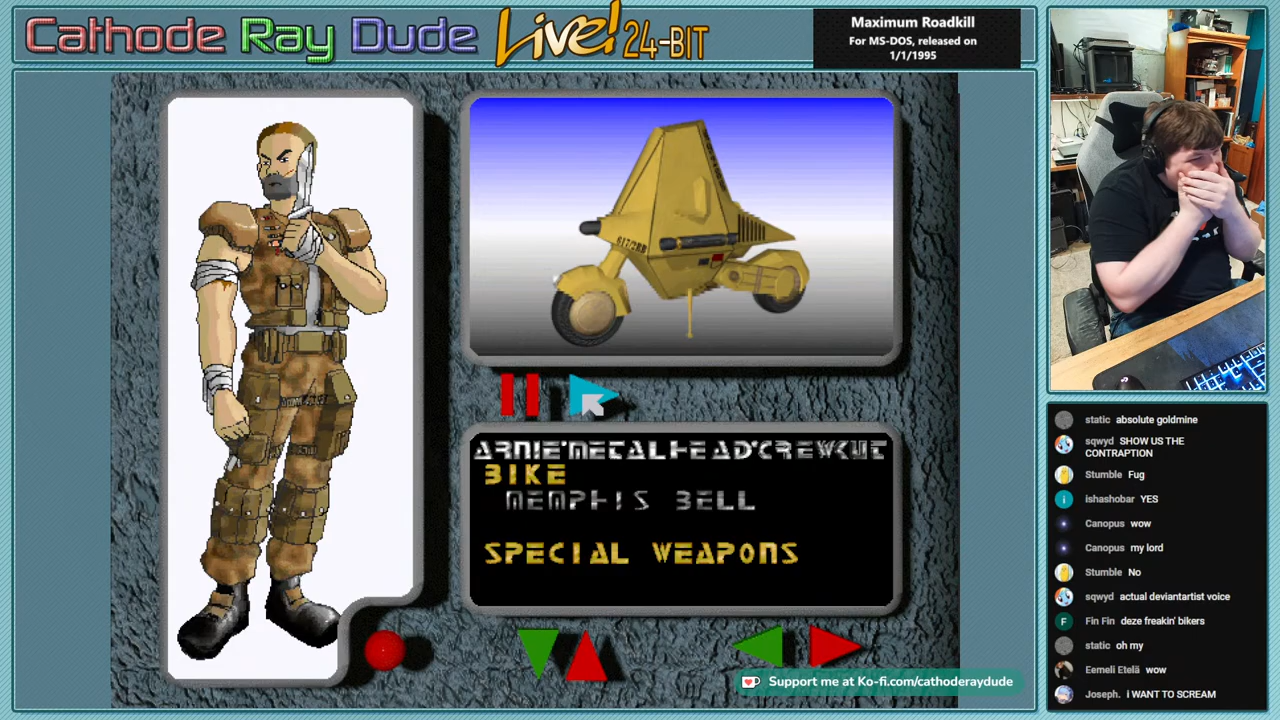 Cathode Ray Dude Live! 24-BIT
Maximum Roadkill
For MS-DOS, released on
1/1/1995
ARNIE'METALHEAD'CREWCUT
BIKE
MEMPHIS BELL
SPECIAL WEAPONS
Support me at Ko-fi.com/cathoderaydude
static absolute goldmine
sqwyd SHOW US THE
CONTRAPTION
Stumble Fug
i ishashobar YES
Canopus wow
Canopus my lord
Stumble No
sqwyd actual deviantartist voice
F Fin Fin deze freakin' bikers
static oh my
Eemeli Etelä wow
Joseph. i WANT TO SCREAM